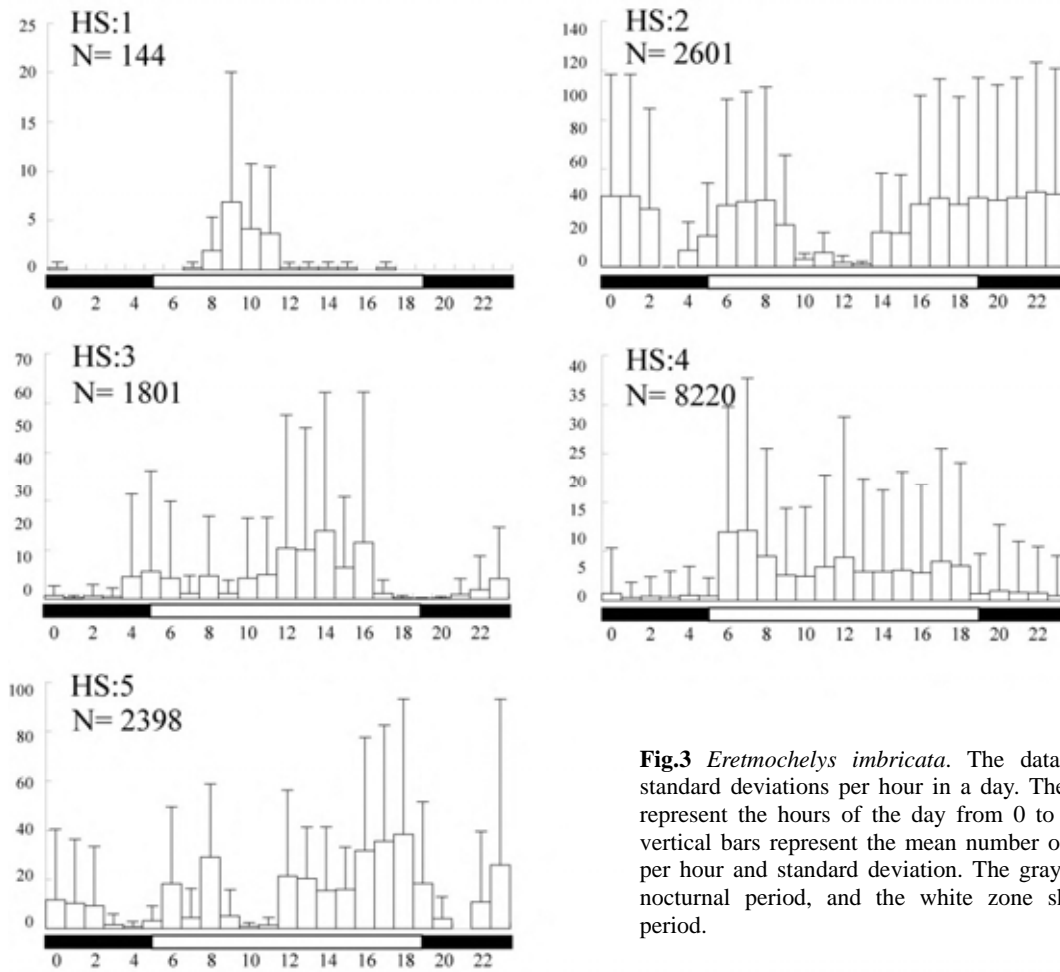 HS:1
N= 144
25
20
15
10
5
0
0 2 4 6 8 10 12 14 16 18 20 22
HS:2
N= 2601
140
120
100
80
60
40
20
0
0 2 4 6 8 10 12 14 16 18 20 22
HS:3
N= 1801
70
60
50
40
30
20
10
0
0 2 4 6 8 10 12 14 16 18 20 22
HS:4
N= 8220
40
35
30
25
20
15
10
5
0
0 2 4 6 8 10 12 14 16 18 20 22
HS:5
N= 2398
100
80
60
40
20
0
0 2 4 6 8 10 12 14 16 18 20 22
Fig.3 Eretmochelys imbricata. The data
standard deviations per hour in a day. The
represent the hours of the day from 0 to
vertical bars represent the mean number o
per hour and standard deviation. The gray
nocturnal period, and the white zone sl
period.